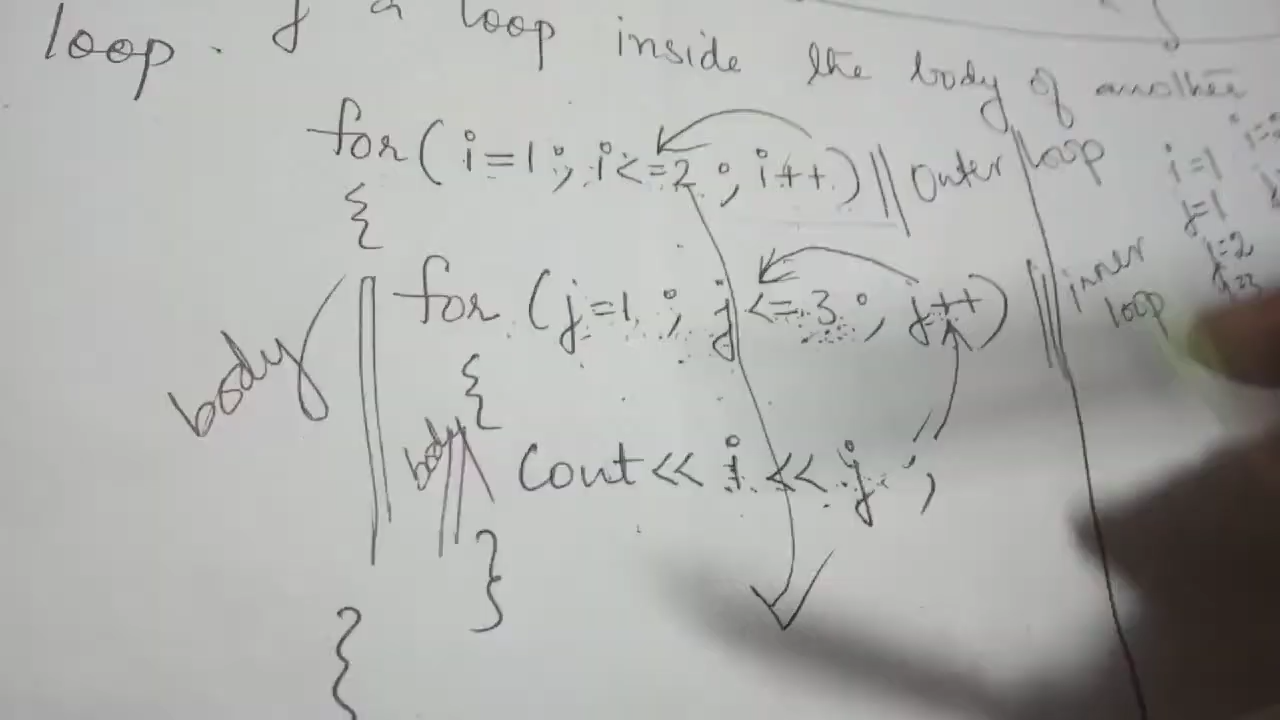 a loop inside the body of another
loop.
for(i=1; i<=2; i++) || Outer loop
{
for (j=1; j<=3; j++) || inner loop
{
body
body
Cout<< i << j ;
}
}
i=1
j=1
i=2